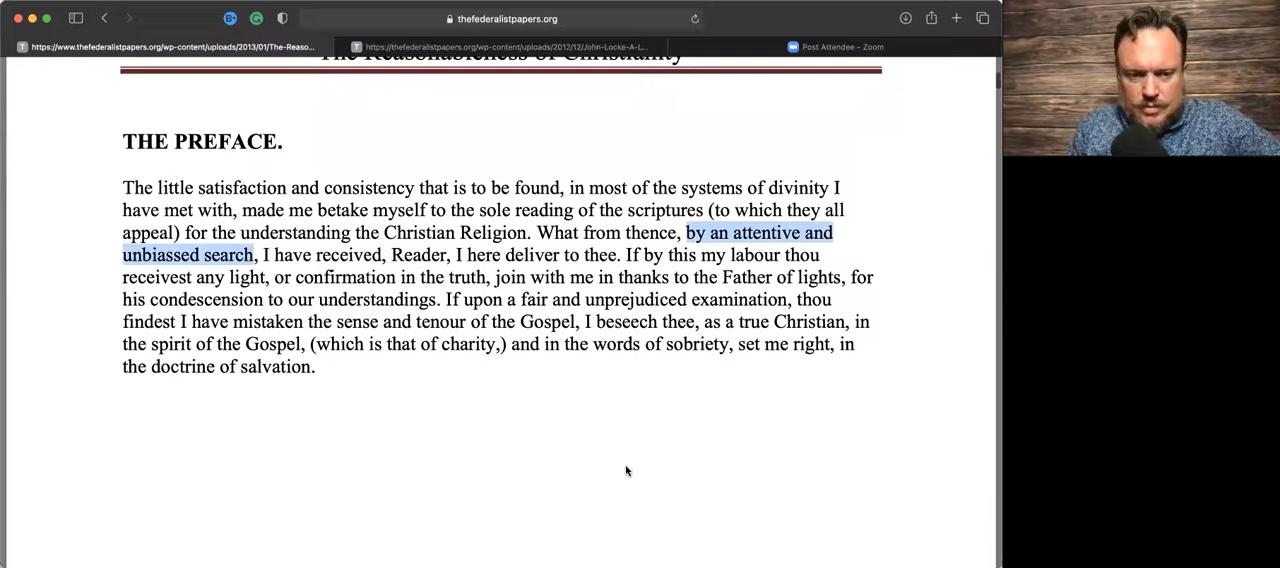 thefederalistpapers.org
https://www.thefederalistpapers.org/wp-content/uploads/2013/01/The-Reaso...
https://thefederalistpapers.org/wp-content/uploads/2012/12/John-Locke-A-L...
Post Attendee – Zoom
The Reasonableness of Christianity
THE PREFACE.
The little satisfaction and consistency that is to be found, in most of the systems of divinity I
have met with, made me betake myself to the sole reading of the scriptures (to which they all
appeal) for the understanding the Christian Religion. What from thence, by an attentive and
unbiassed search, I have received, Reader, I here deliver to thee. If by this my labour thou
receivest any light, or confirmation in the truth, join with me in thanks to the Father of lights, for
his condescension to our understandings. If upon a fair and unprejudiced examination, thou
findest I have mistaken the sense and tenour of the Gospel, I beseech thee, as a true Christian, in
the spirit of the Gospel, (which is that of charity,) and in the words of sobriety, set me right, in
the doctrine of salvation.